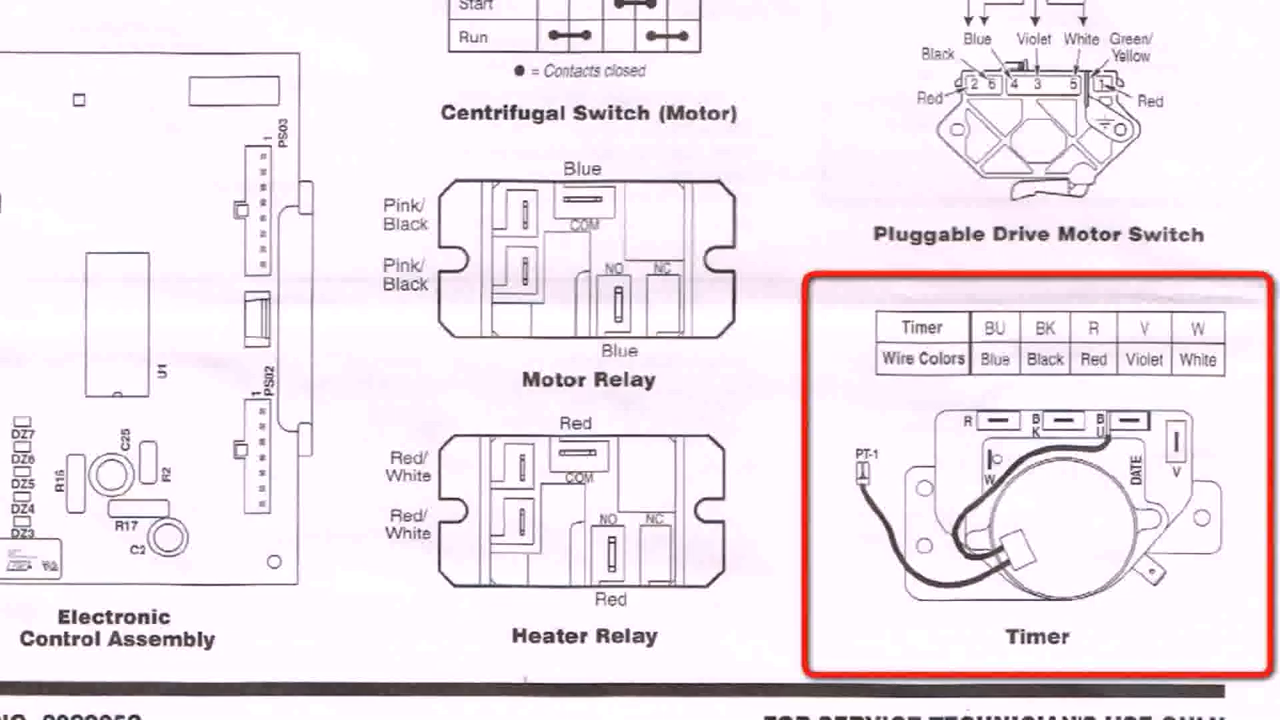 Start
Run
● = Contacts closed
Centrifugal Switch (Motor)
Blue
Violet
White
Green/
Yellow
Black
Red
2
6
4
3
5
1
Red
Pluggable Drive Motor Switch
PS03
1
U1
PS02
1
DZ7
DZ6
DZ5
DZ4
DZ3
R16
C25
R2
R17
C2
Electronic
Control Assembly
Blue
Pink/
Black
Pink/
Black
COM
NO
NC
Blue
Motor Relay
Red
Red/
White
Red/
White
COM
NO
NC
Red
Heater Relay
Timer BU BK R V W
Wire Colors Blue Black Red Violet White
R
B
K
B
U
V
W
DATE
PT-1
Timer
FOR SERVICE TECHNICIAN'S USE ONLY